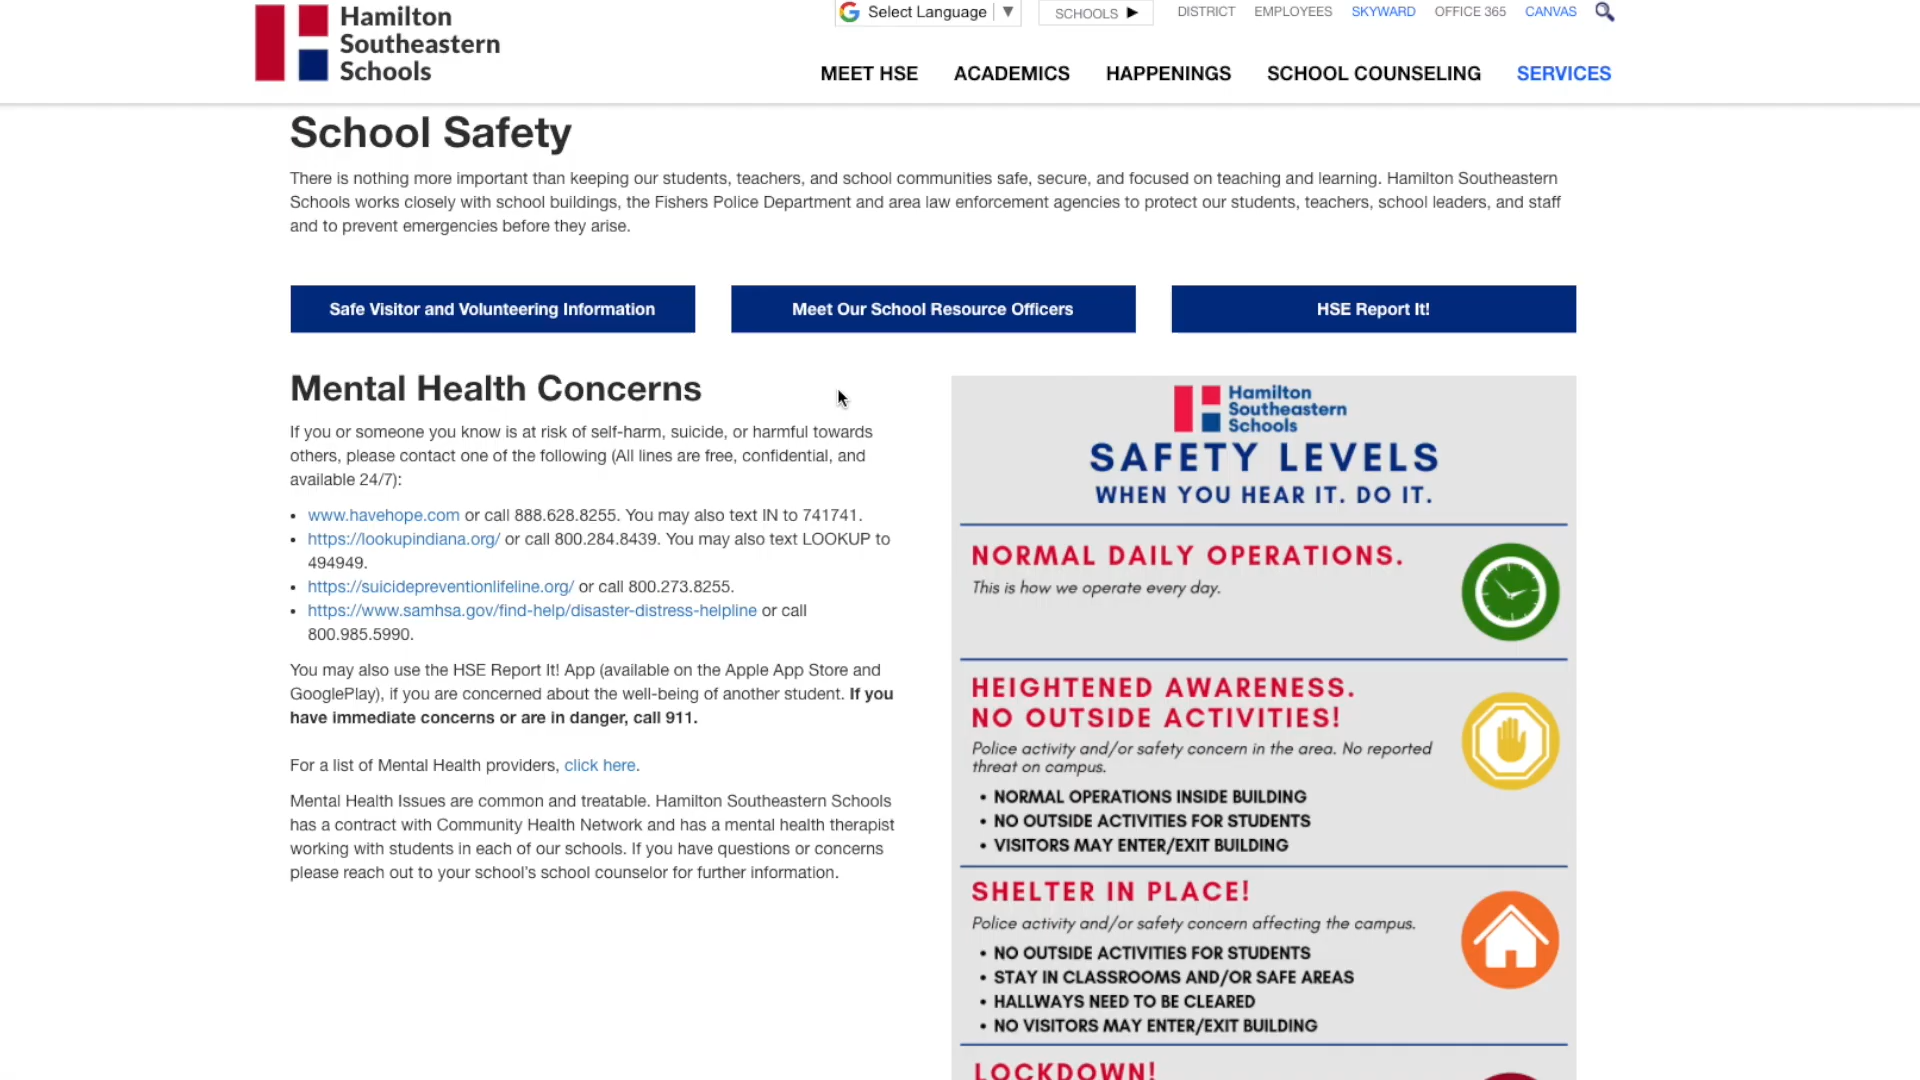 Hamilton
Southeastern
Schools
Select Language ▼
SCHOOLS ▶
DISTRICT
EMPLOYEES
SKYWARD
OFFICE 365
CANVAS
MEET HSE
ACADEMICS
HAPPENINGS
SCHOOL COUNSELING
SERVICES
School Safety
There is nothing more important than keeping our students, teachers, and school communities safe, secure, and focused on teaching and learning. Hamilton Southeastern
Schools works closely with school buildings, the Fishers Police Department and area law enforcement agencies to protect our students, teachers, school leaders, and staff
and to prevent emergencies before they arise.
Safe Visitor and Volunteering Information
Meet Our School Resource Officers
HSE Report It!
Mental Health Concerns
If you or someone you know is at risk of self-harm, suicide, or harmful towards
others, please contact one of the following (All lines are free, confidential, and
available 24/7):
• www.havehope.com or call 888.628.8255. You may also text IN to 741741.
• https://lookupindiana.org/ or call 800.284.8439. You may also text LOOKUP to
494949.
• https://suicidepreventionlifeline.org/ or call 800.273.8255.
• https://www.samhsa.gov/find-help/disaster-distress-helpline or call
800.985.5990.
You may also use the HSE Report It! App (available on the Apple App Store and
GooglePlay), if you are concerned about the well-being of another student. If you
have immediate concerns or are in danger, call 911.
For a list of Mental Health providers, click here.
Mental Health Issues are common and treatable. Hamilton Southeastern Schools
has a contract with Community Health Network and has a mental health therapist
working with students in each of our schools. If you have questions or concerns
please reach out to your school's school counselor for further information.
Hamilton
Southeastern
Schools
SAFETY LEVELS
WHEN YOU HEAR IT. DO IT.
NORMAL DAILY OPERATIONS.
This is how we operate every day.
HEIGHTENED AWARENESS.
NO OUTSIDE ACTIVITIES!
Police activity and/or safety concern in the area. No reported
threat on campus.
• NORMAL OPERATIONS INSIDE BUILDING
• NO OUTSIDE ACTIVITIES FOR STUDENTS
• VISITORS MAY ENTER/EXIT BUILDING
SHELTER IN PLACE!
Police activity and/or safety concern affecting the campus.
• NO OUTSIDE ACTIVITIES FOR STUDENTS
• STAY IN CLASSROOMS AND/OR SAFE AREAS
• HALLWAYS NEED TO BE CLEARED
• NO VISITORS MAY ENTER/EXIT BUILDING
LOCKDOWN!